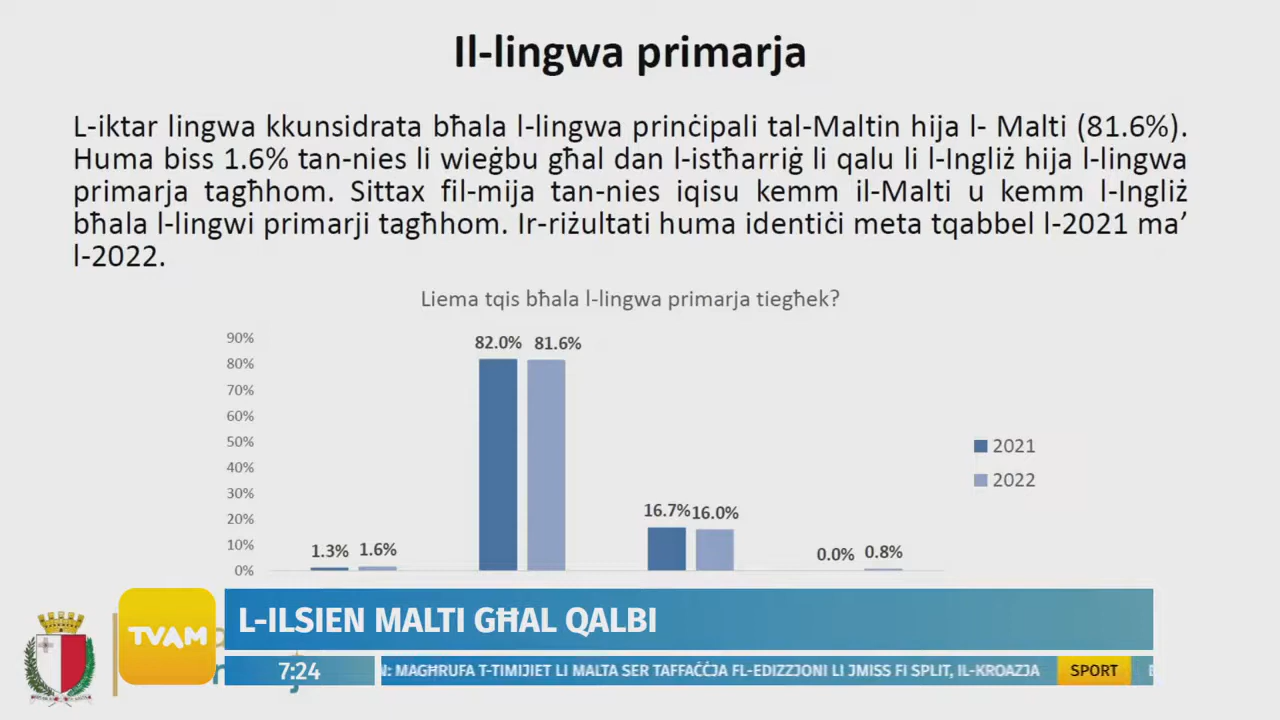 Il-lingwa primarja
L-iktar lingwa kkunsidrata bħala l-lingwa prinċipali tal-Maltin hija l- Malti (81.6%).
Huma biss 1.6% tan-nies li wieġbu għal dan l-istħarriġ li qalu li l-Ingliż hija l-lingwa
primarja tagħhom. Sittax fil-mija tan-nies iqisu kemm il-Malti u kemm l-Ingliż
bħala l-lingwi primarji tagħhom. Ir-riżultati huma identiċi meta tqabbel l-2021 ma’
l-2022.
Liema tqis bħala l-lingwa primarja tiegħek?
90%
80%
70%
60%
50%
40%
30%
20%
10%
0%
1.3% 1.6%
82.0% 81.6%
16.7% 16.0%
0.0% 0.8%
2021
2022
TVAM
L-ILSIEN MALTI GĦAL QALBI
7:24
N: MAGĦRUFA T-TIMIJIET LI MALTA SER TAFFAĊĊJA FL-EDIZZJONI LI JMISS FI SPLIT, IL-KROAZJA
SPORT